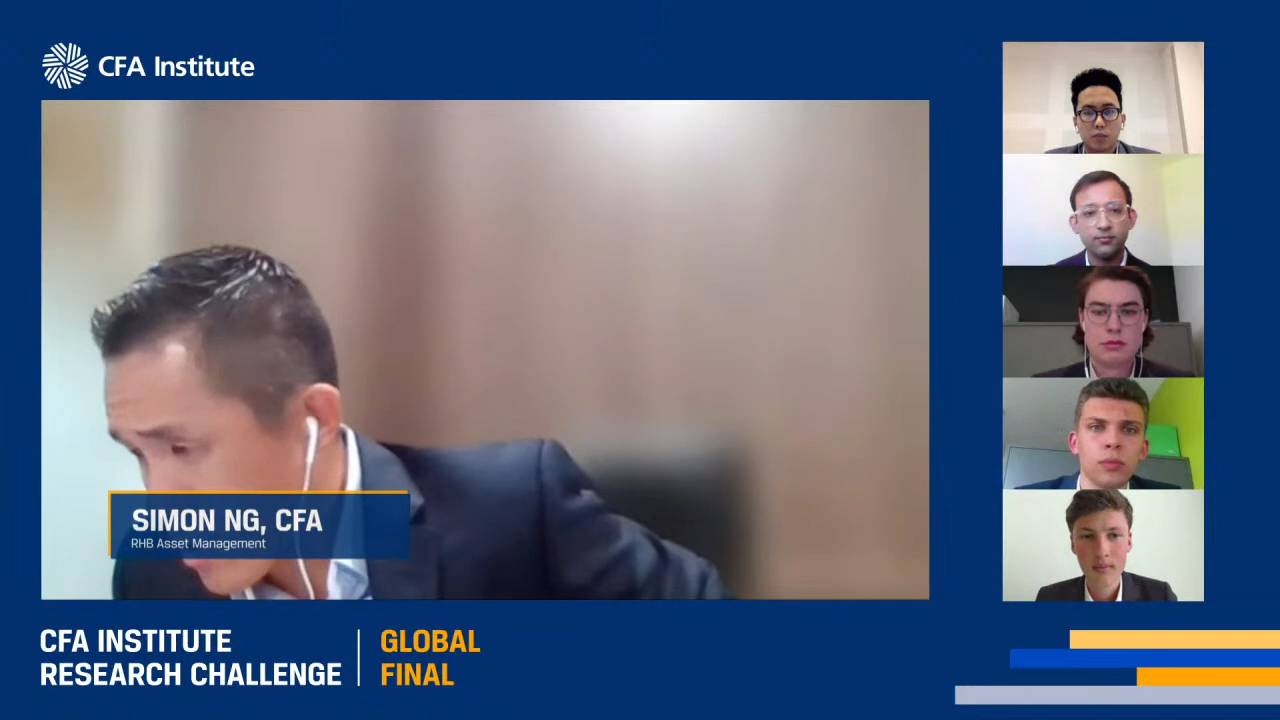 CFA Institute
SIMON NG, CFA
RHB Asset Management
CFA INSTITUTE
RESEARCH CHALLENGE
GLOBAL
FINAL